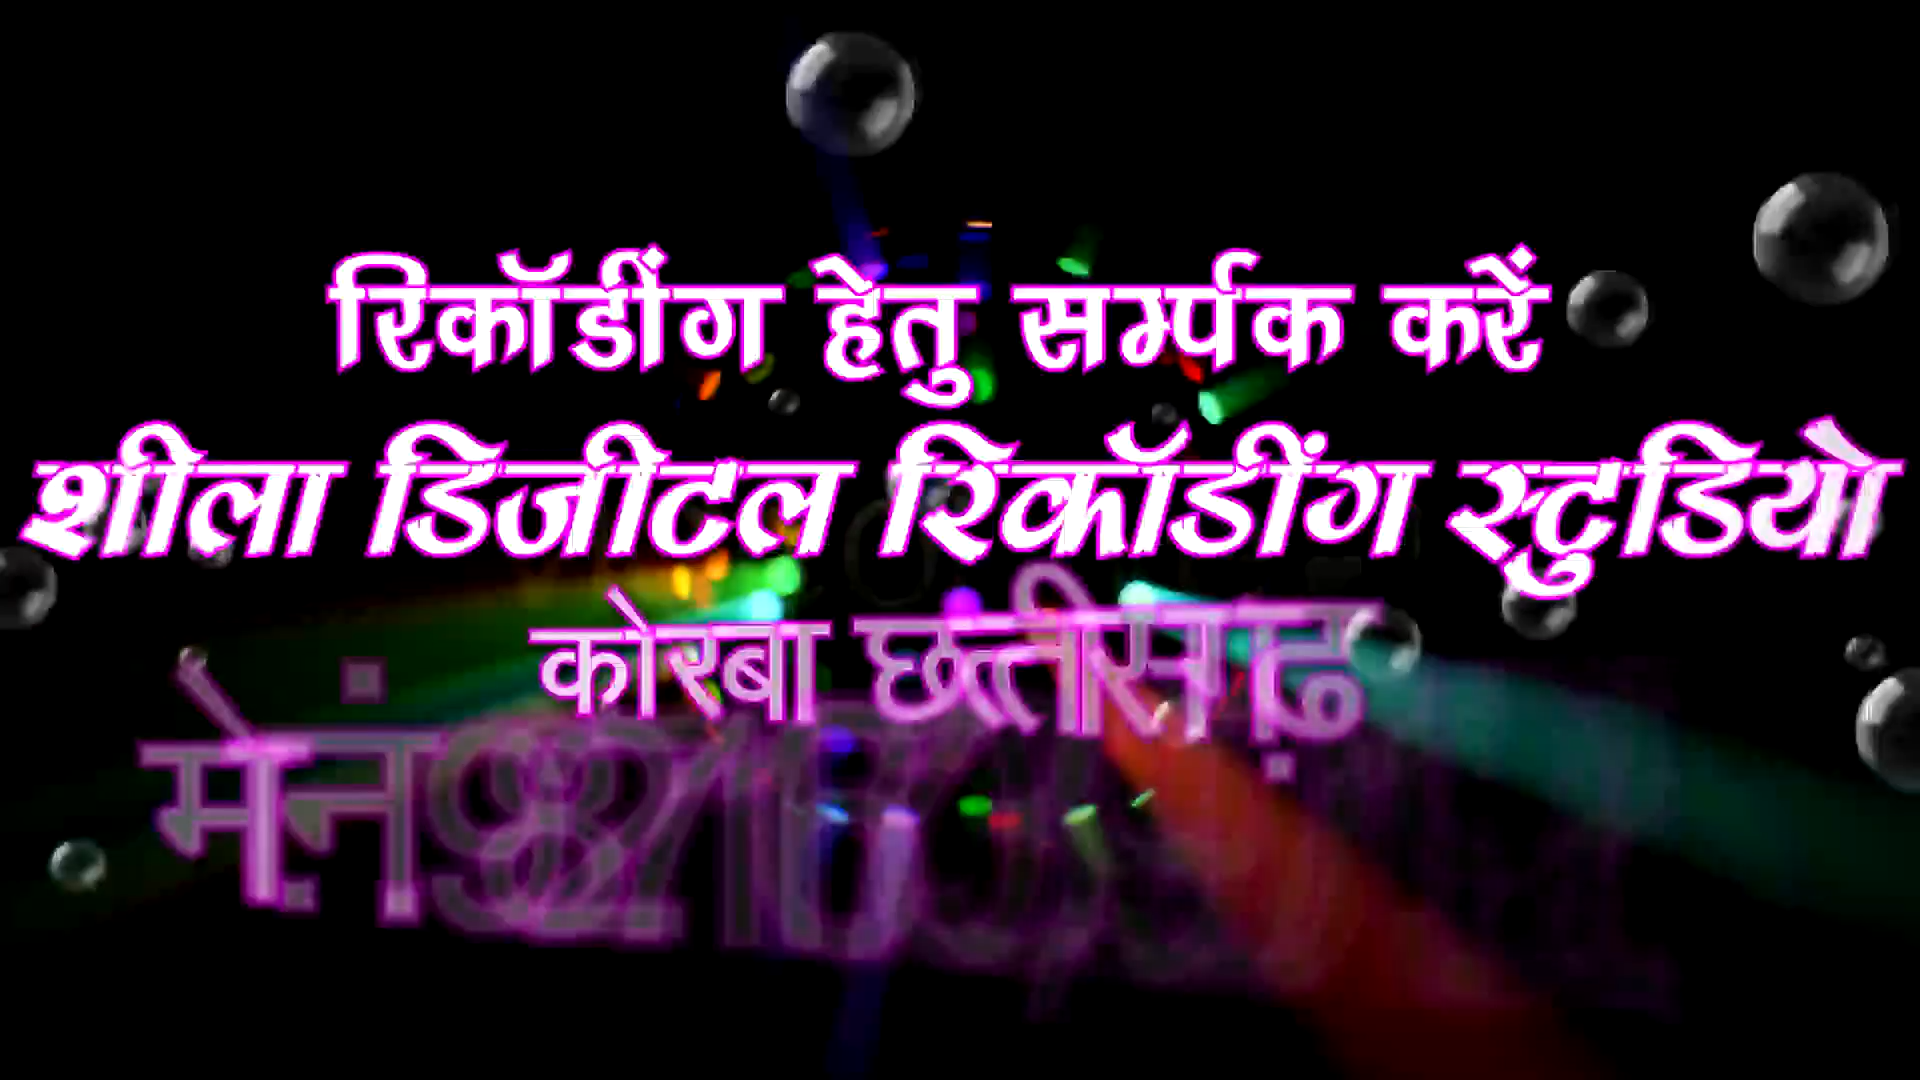 रिकॉडींग हेतु सर्म्पक करें
शीला डिजीटल रिकॉडींग स्टुडियो
कोरबा छत्तीसगढ़